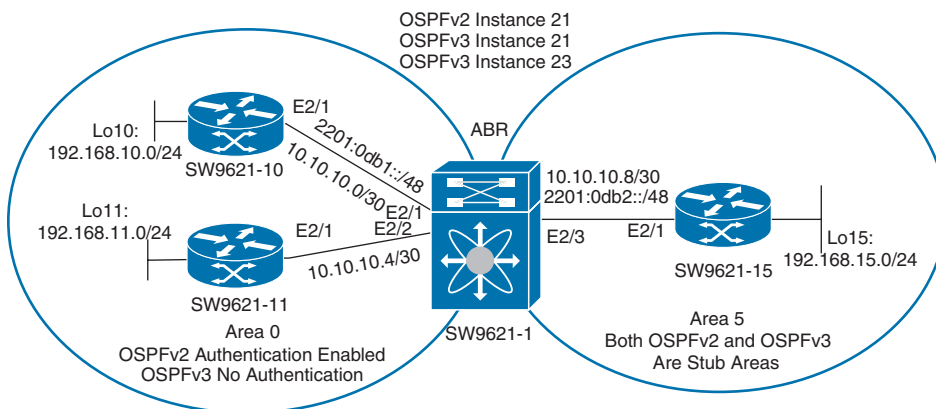 OSPFv2 Instance 21
OSPFv3 Instance 21
OSPFv3 Instance 23
E2/1
Lo10:
192.168.10.0/24
SW9621-10
2201:0db1::/48
10.10.10.0/30
ABR
E2/1
E2/2
Lo11:
192.168.11.0/24
E2/1
10.10.10.4/30
SW9621-11
Area 0
OSPFv2 Authentication Enabled
OSPFv3 No Authentication
SW9621-1
10.10.10.8/30
2201:0db2::/48
E2/3
E2/1
SW9621-15
Lo15:
192.168.15.0/24
Area 5
Both OSPFv2 and OSPFv3
Are Stub Areas